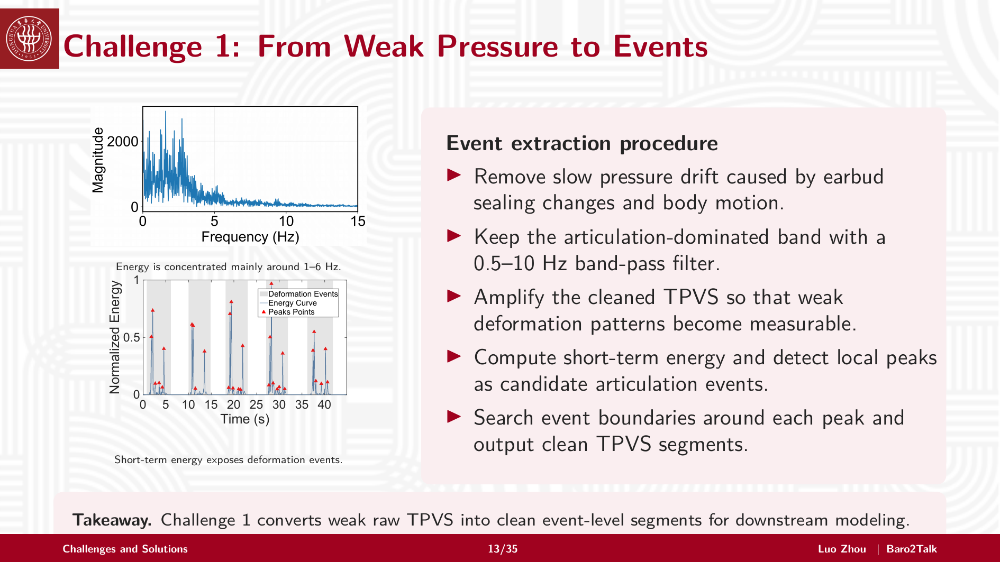 東華大學
DONGHUA UNIVERSITY
1951
Challenge 1: From Weak Pressure to Events
Magnitude
2000
0
0 5 10 15
Frequency (Hz)
Energy is concentrated mainly around 1–6 Hz.
Normalized Energy
1
0.5
0
Deformation Events
Energy Curve
Peaks Points
0 5 10 15 20 25 30 35 40
Time (s)
Short-term energy exposes deformation events.
Event extraction procedure
Remove slow pressure drift caused by earbud
sealing changes and body motion.
Keep the articulation-dominated band with a
0.5–10 Hz band-pass filter.
Amplify the cleaned TPVS so that weak
deformation patterns become measurable.
Compute short-term energy and detect local peaks
as candidate articulation events.
Search event boundaries around each peak and
output clean TPVS segments.
Takeaway. Challenge 1 converts weak raw TPVS into clean event-level segments for downstream modeling.
Challenges and Solutions
13/35
Luo Zhou | Baro2Talk